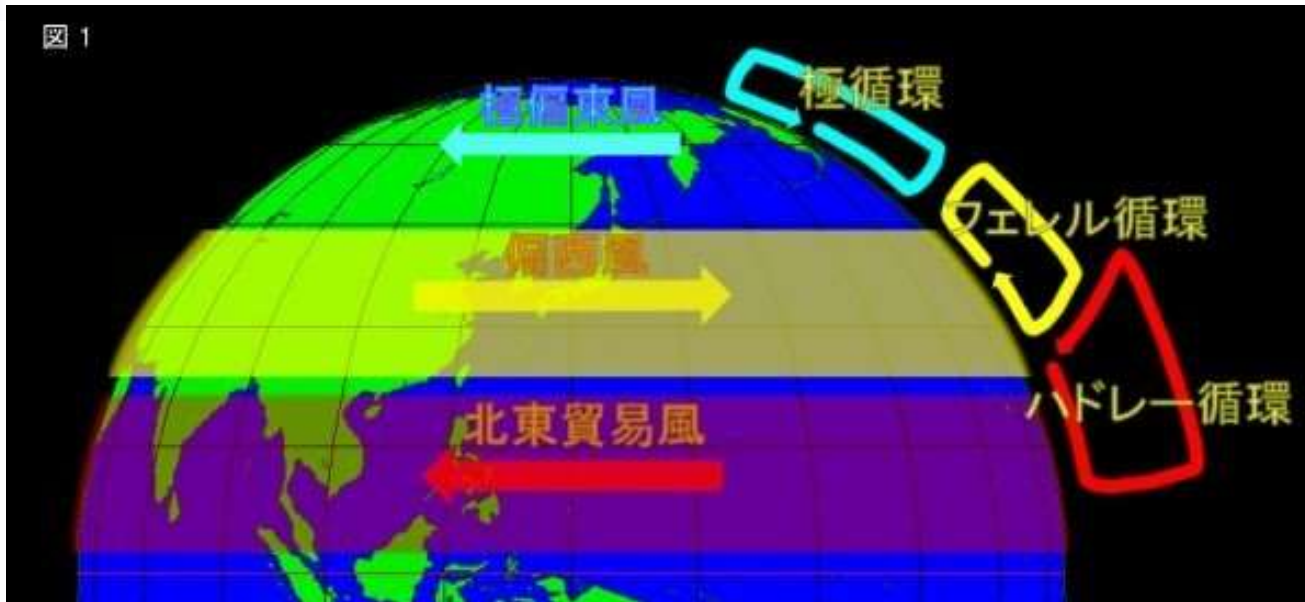 図 1
極循環
極偏東風
フェレル循環
偏西風
ハドレー循環
北東貿易風